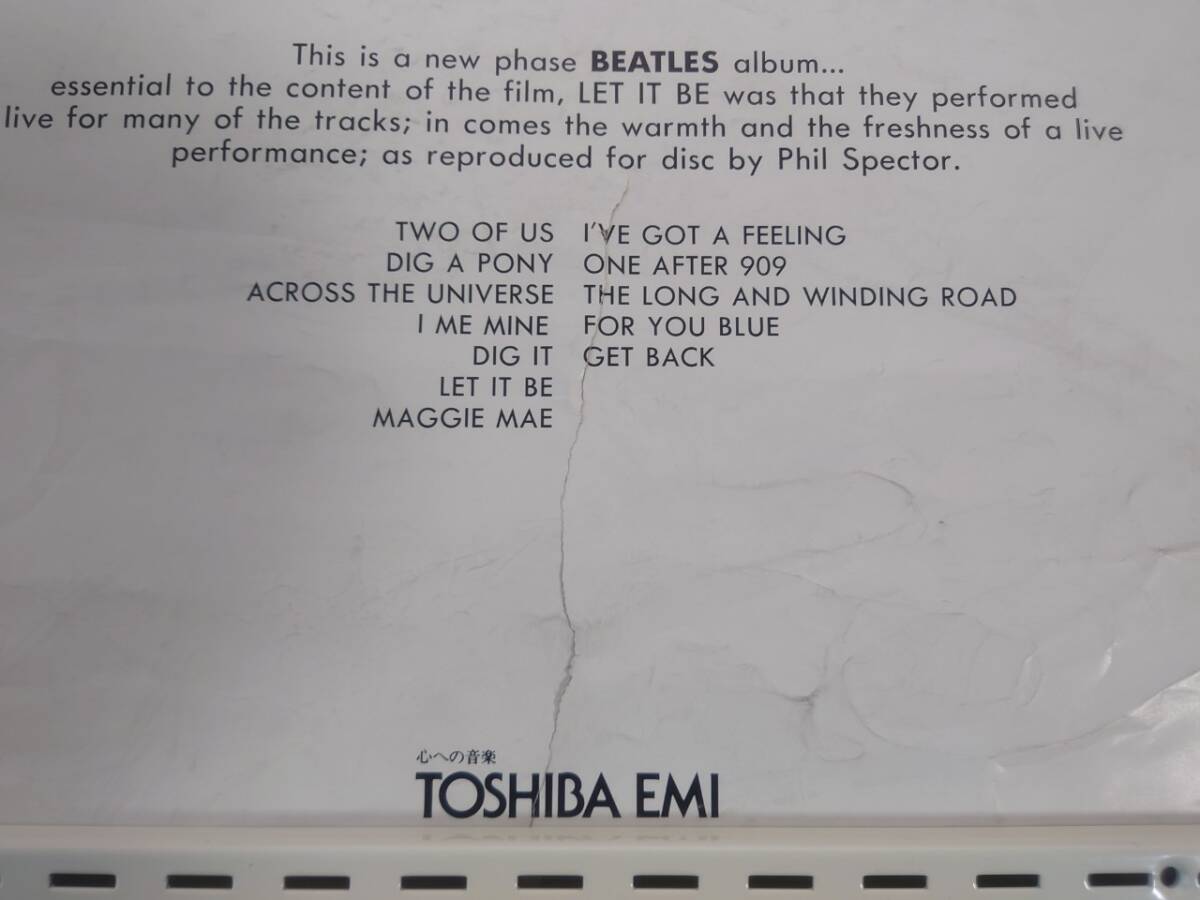 This is a new phase BEATLES album...
essential to the content of the film, LET IT BE was that they performed
live for many of the tracks; in comes the warmth and the freshness of a live
performance; as reproduced for disc by Phil Spector.
TWO OF US
DIG A PONY
ACROSS THE UNIVERSE
I ME MINE
DIG IT
LET IT BE
MAGGIE MAE
I'VE GOT A FEELING
ONE AFTER 909
THE LONG AND WINDING ROAD
FOR YOU BLUE
GET BACK
心への音楽
TOSHIBA EMI